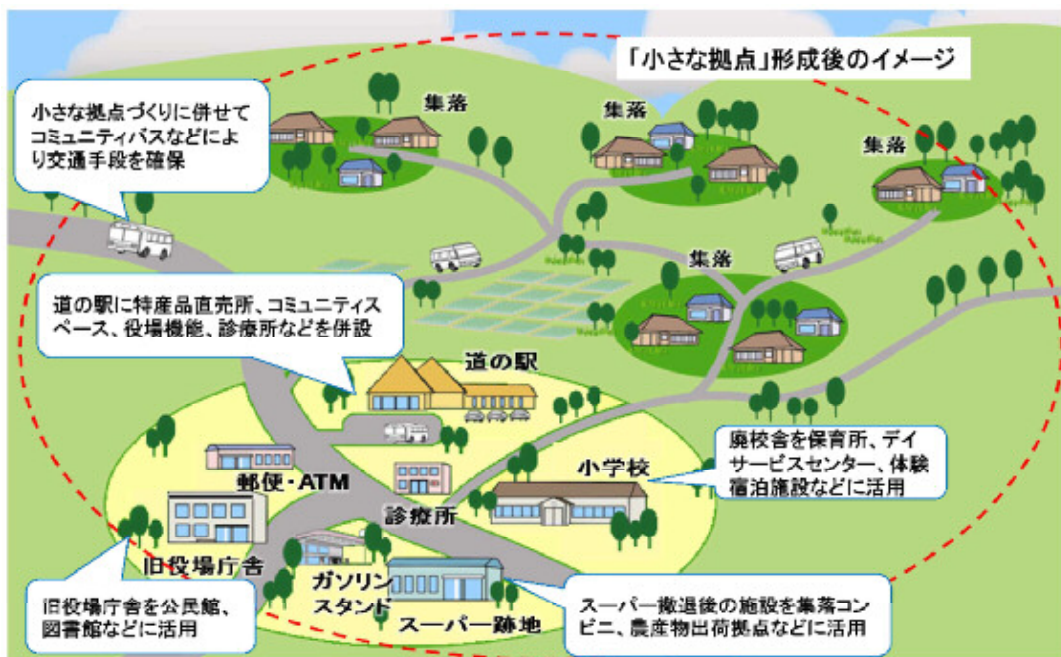 「小さな拠点」形成後のイメージ
小さな拠点づくりに併せて
コミュニティバスなどによ
り交通手段を確保
集落
集落
集落
集落
道の駅に特産品直売所、コミュニティス
ペース、役場機能、診療所などを併設
道の駅
郵便・ATM
診療所
小学校
廃校舎を保育所、デイ
サービスセンター、体験
宿泊施設などに活用
旧役場庁舎
ガソリン
スタンド
スーパー跡地
旧役場庁舎を公民館、
図書館などに活用
スーパー撤退後の施設を集落コン
ビニ、農産物出荷拠点などに活用